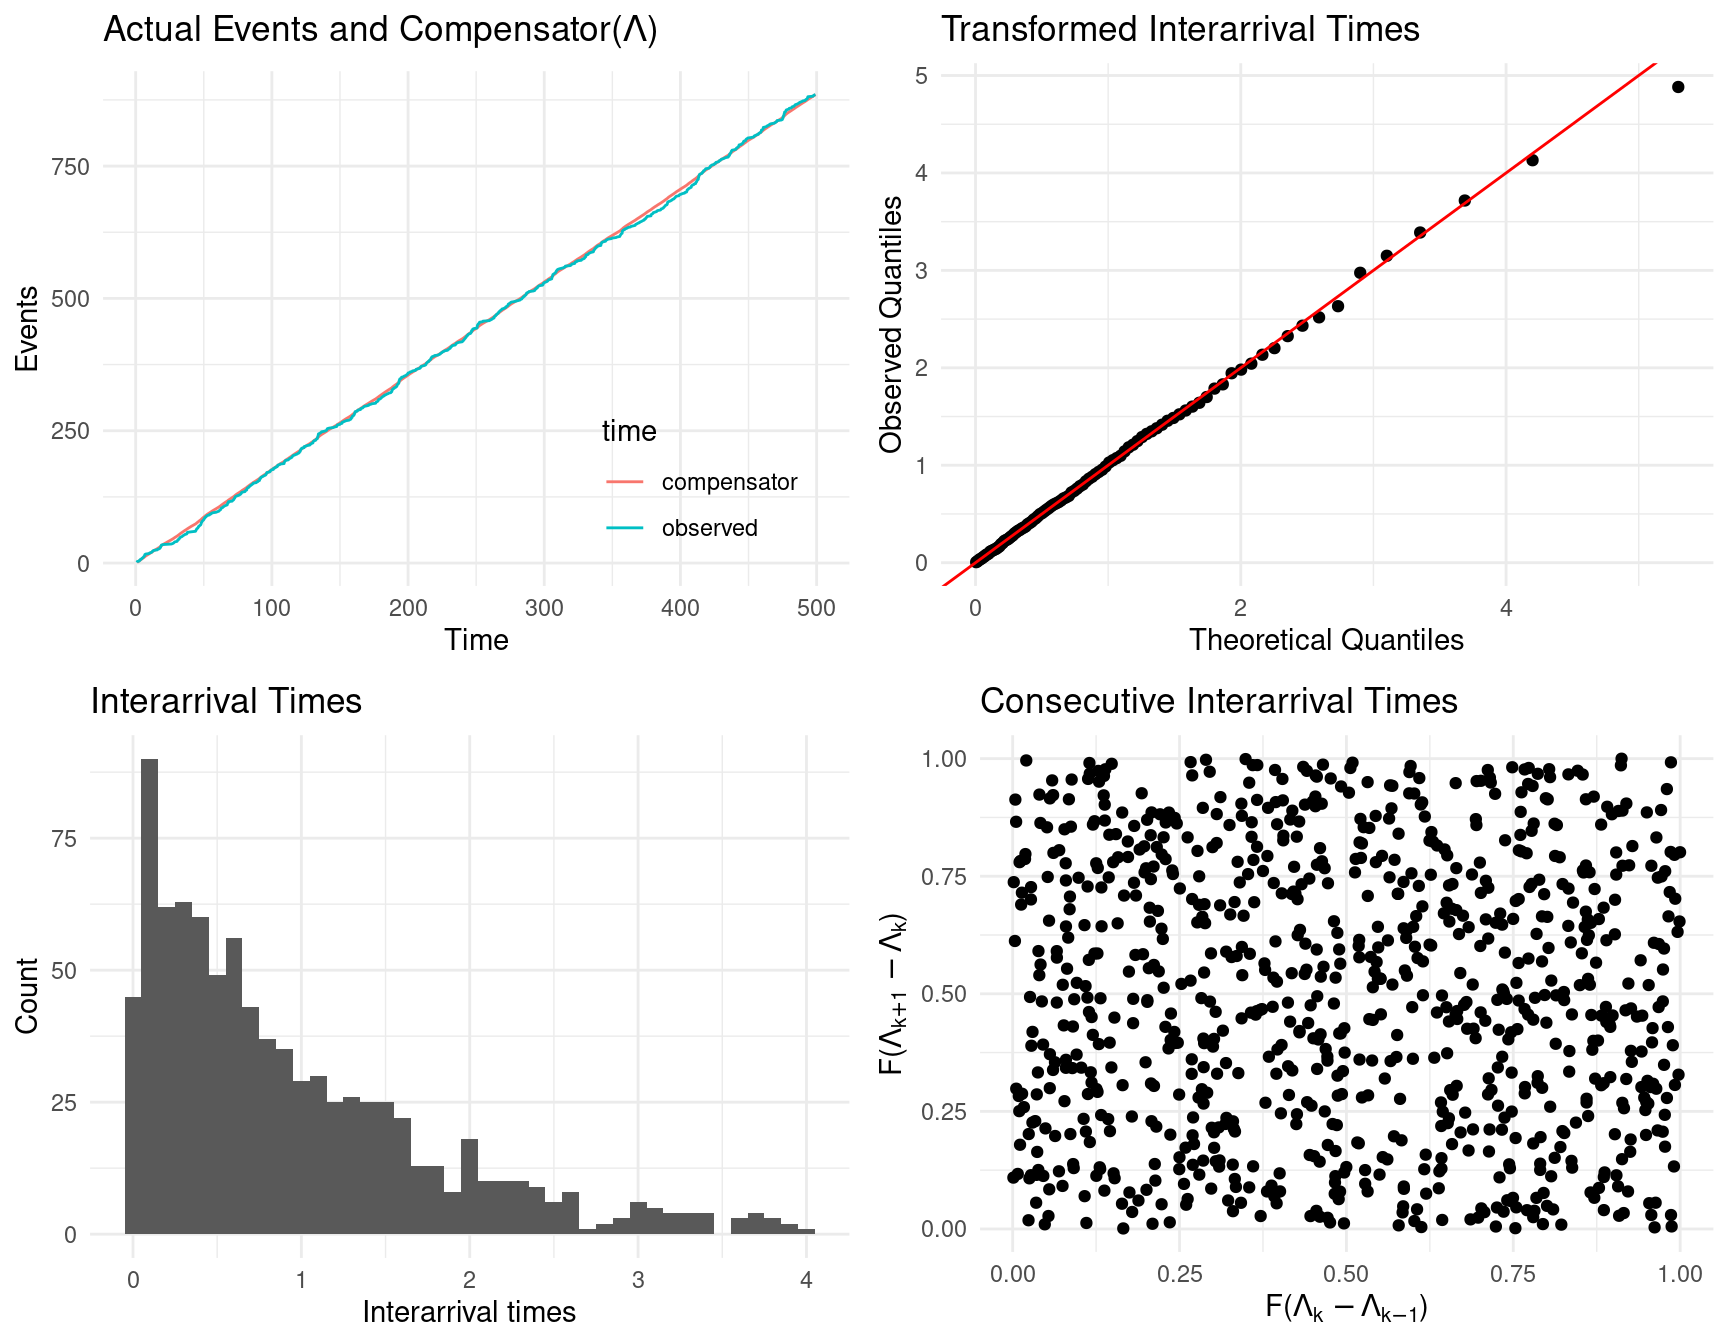 Actual Events and Compensator(Λ)
Events
750
500
250
0
0 100 200 300 400 500
Time
time
compensator
observed
Transformed Interarrival Times
Observed Quantiles
5
4
3
2
1
0
0 2 4
Theoretical Quantiles
Interarrival Times
Count
75
50
25
0
0 1 2 3 4
Interarrival times
Consecutive Interarrival Times
F(Λk+1 − Λk)
1.00
0.75
0.50
0.25
0.00
0.00 0.25 0.50 0.75 1.00
F(Λk − Λk−1)